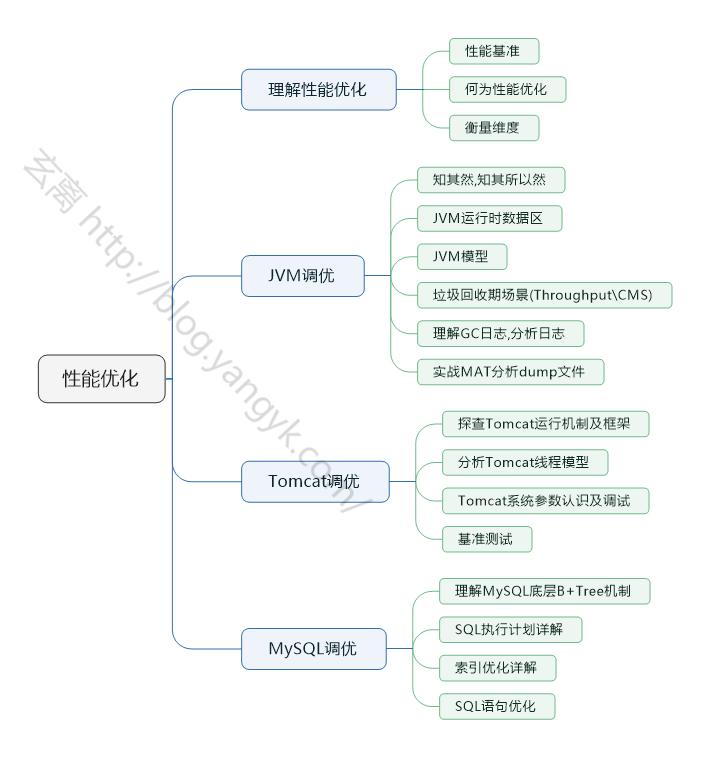 性能优化
理解性能优化
性能基准
何为性能优化
衡量维度
JVM调优
知其然,知其所以然
JVM运行时数据区
JVM模型
垃圾回收期场景(Throughput\CMS)
理解GC日志,分析日志
实战MAT分析dump文件
Tomcat调优
探查Tomcat运行机制及框架
分析Tomcat线程模型
Tomcat系统参数认识及调试
基准测试
MySQL调优
理解MySQL底层B+Tree机制
SQL执行计划详解
索引优化详解
SQL语句优化
玄离 http://blog.yangyk.com/